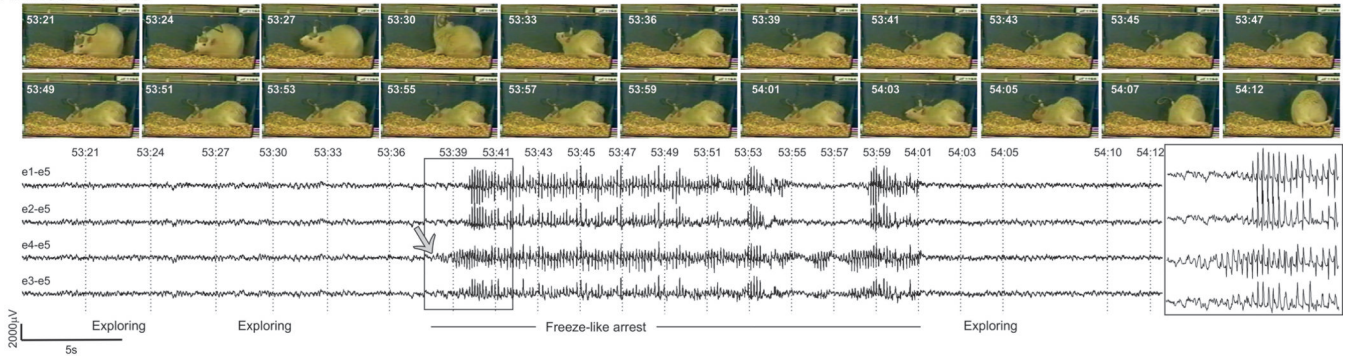 53:21 53:24 53:27 53:30 53:33 53:36 53:39 53:41 53:43 53:45 53:47
53:49 53:51 53:53 53:55 53:57 53:59 54:01 54:03 54:05 54:07 54:12
53:21 53:24 53:27 53:30 53:33 53:36 53:39 53:41 53:43 53:45 53:47 53:49 53:51 53:53 53:55 53:57 53:59 54:01 54:03 54:05 54:10 54:12
e1-e5
e2-e5
e4-e5
e3-e5
2000μV
5s
Exploring Exploring Freeze-like arrest Exploring